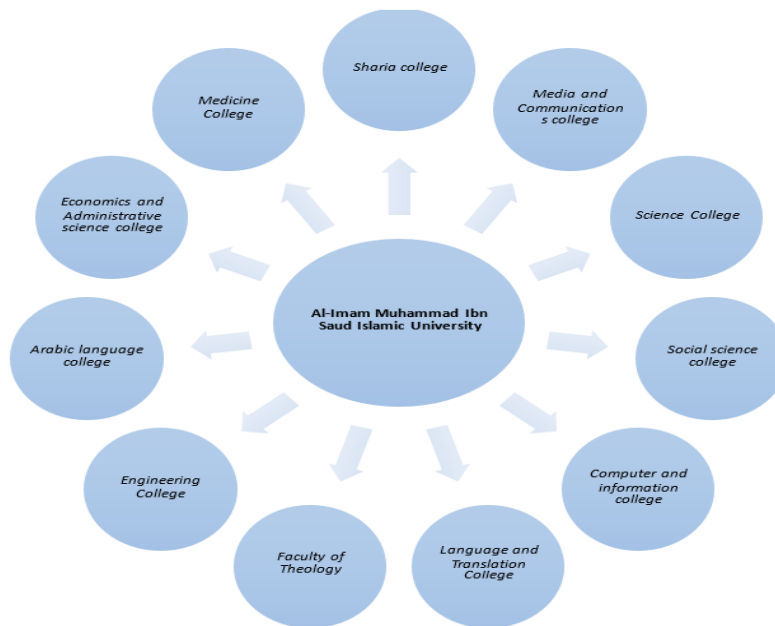 Sharia college
Media and
Communication
s college
Science College
Social science
college
Computer and
information
college
Language and
Translation
College
Faculty of
Theology
Engineering
College
Arabic language
college
Economics and
Administrative
science college
Medicine
College
Al-Imam Muhammad Ibn
Saud Islamic University